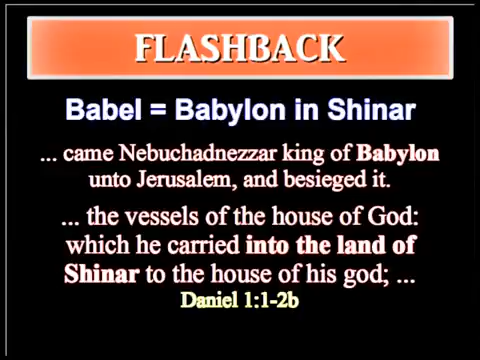 FLASHBACK
Babel = Babylon in Shinar
... came Nebuchadnezzar king of Babylon
unto Jerusalem, and besieged it.
... the vessels of the house of God:
which he carried into the land of
Shinar to the house of his god; ...
Daniel 1:1-2b